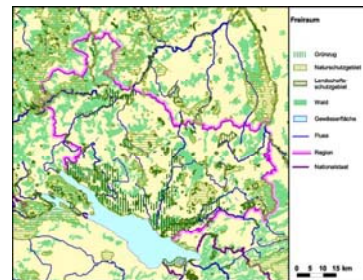 Freiraum
Grünzug
Naturschutzgebiet
Landschafts-
schutzgebiet
Wald
Gewässerfläche
Fluss
Region
Nationalstaat
0 5 10 15 km